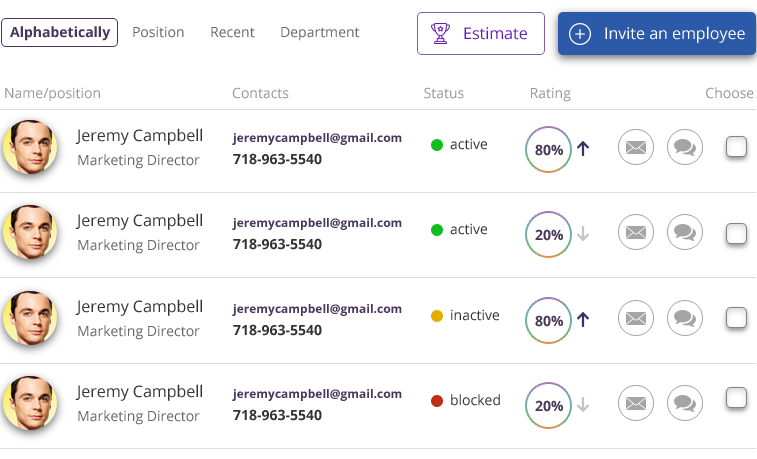 Alphabetically Position Recent Department Estimate Invite an employee
Name/position Contacts Status Rating Choose
Jeremy Campbell jeremycampbell@gmail.com active 80%
Marketing Director 718-963-5540
Jeremy Campbell jeremycampbell@gmail.com active 20%
Marketing Director 718-963-5540
Jeremy Campbell jeremycampbell@gmail.com inactive 80%
Marketing Director 718-963-5540
Jeremy Campbell jeremycampbell@gmail.com blocked 20%
Marketing Director 718-963-5540